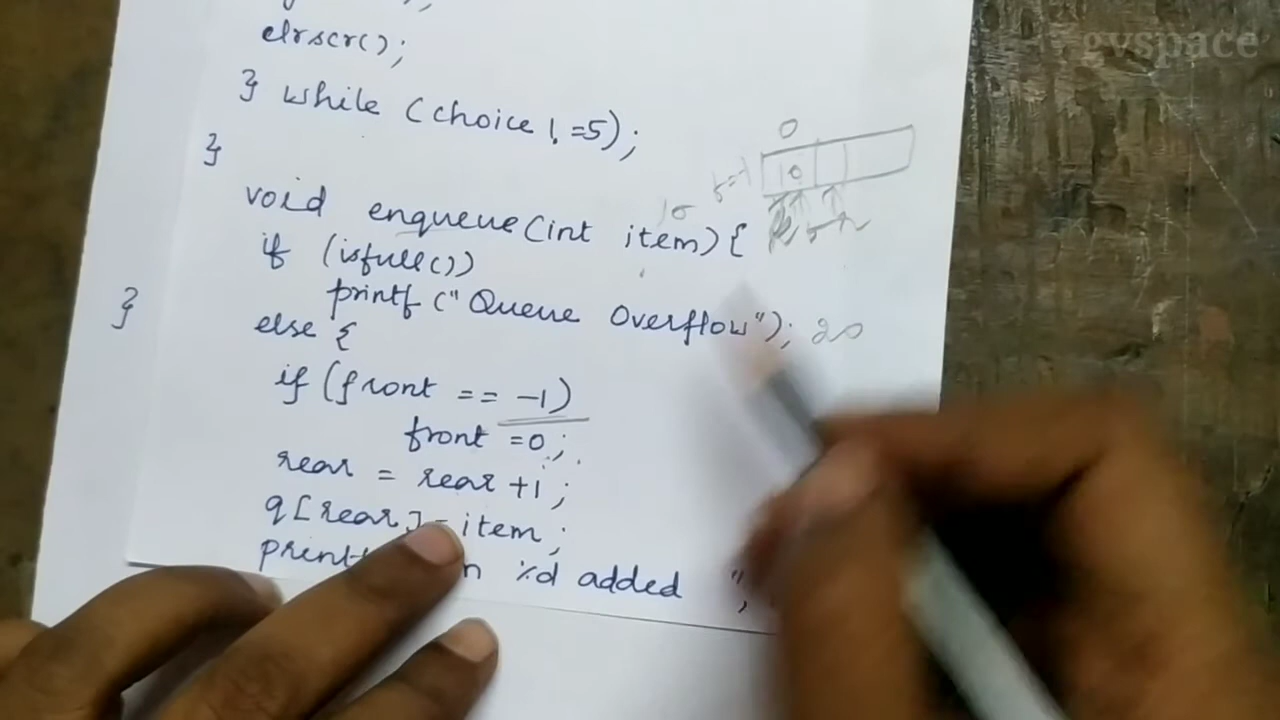 clrscr();
} while (choice != 5);
}
void enqueue(int item){
if (isfull())
printf("Queue Overflow");
}
else {
if (front == -1)
front = 0;
rear = rear + 1;
q[rear] = item;
%d added ",
0
10
10
20
gvspace